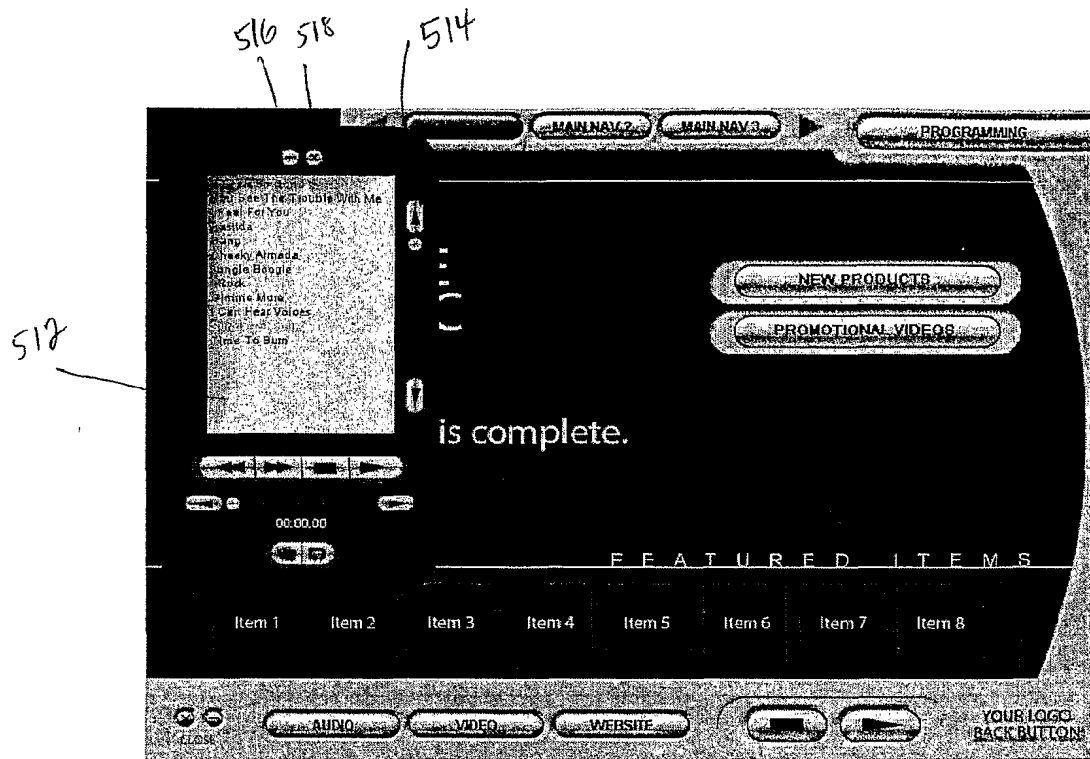 516 518 514
MAIN NAV 2 MAIN NAV 3 PROGRAMMING
See The Trouble With Me
Feel For You
Cheeky Armada
Jungle Boogie
Gimme More
I Can Hear Voices
Time To Burn
NEW PRODUCTS
PROMOTIONAL VIDEOS
512
is complete.
00:00.00
FEATURED ITEMS
Item 1 Item 2 Item 3 Item 4 Item 5 Item 6 Item 7 Item 8
CLOSE
AUDIO VIDEO WEBSITE
YOUR LOGO
BACK BUTTON